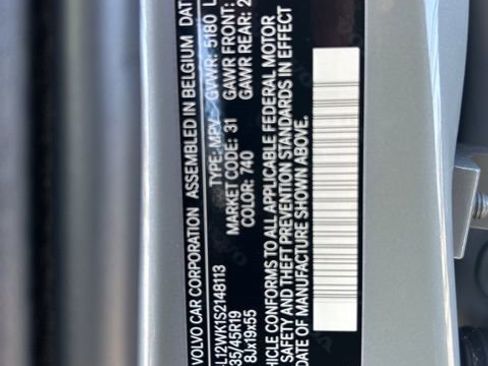 VOLVO CAR CORPORATION ASSEMBLED IN BELGIUM DAT
L12WK1S2148113 TYPE: MPV GVWR: 5180 L
35/45R19 MARKET CODE: 31 GAWR FRONT:
8Jx19x55 COLOR: 740 GAWR REAR: 2
HICLE CONFORMS TO ALL APPLICABLE FEDERAL MOTOR
SAFETY AND THEFT PREVENTION STANDARDS IN EFFECT
DATE OF MANUFACTURE SHOWN ABOVE.